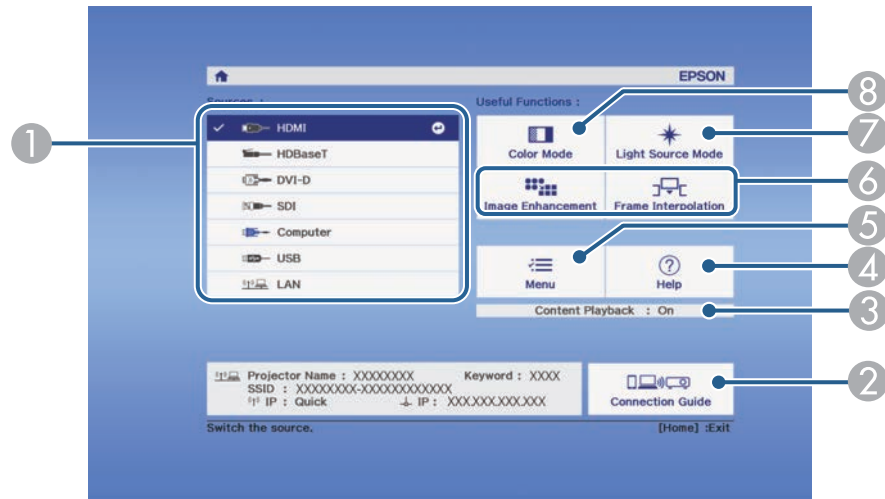 EPSON
Sources :
HDMI
HDBaseT
DVI-D
SDI
Computer
USB
LAN
Useful Functions :
Color Mode
Light Source Mode
Image Enhancement
Frame Interpolation
Menu
Help
Content Playback : On
Projector Name : XXXXXXXX Keyword : XXXX
SSID : XXXXXXXX-XXXXXXXXXXXX
IP : Quick IP : XXX.XXX.XXX.XXX
Connection Guide
Switch the source.
[Home] :Exit
1
8
7
6
5
4
3
2